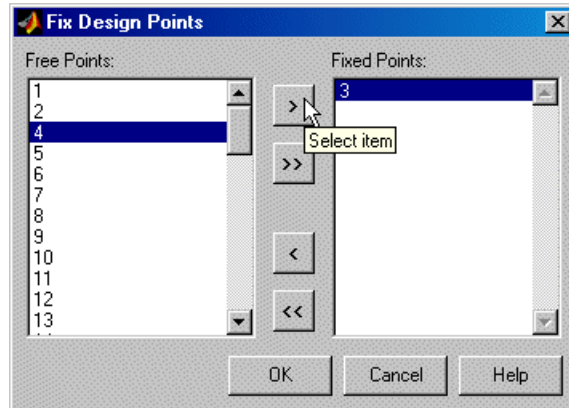 Fix Design Points
Free Points:
1
2
4
5
6
7
8
9
10
11
12
13
>
>>
<
<<
Select item
Fixed Points:
3
OK
Cancel
Help